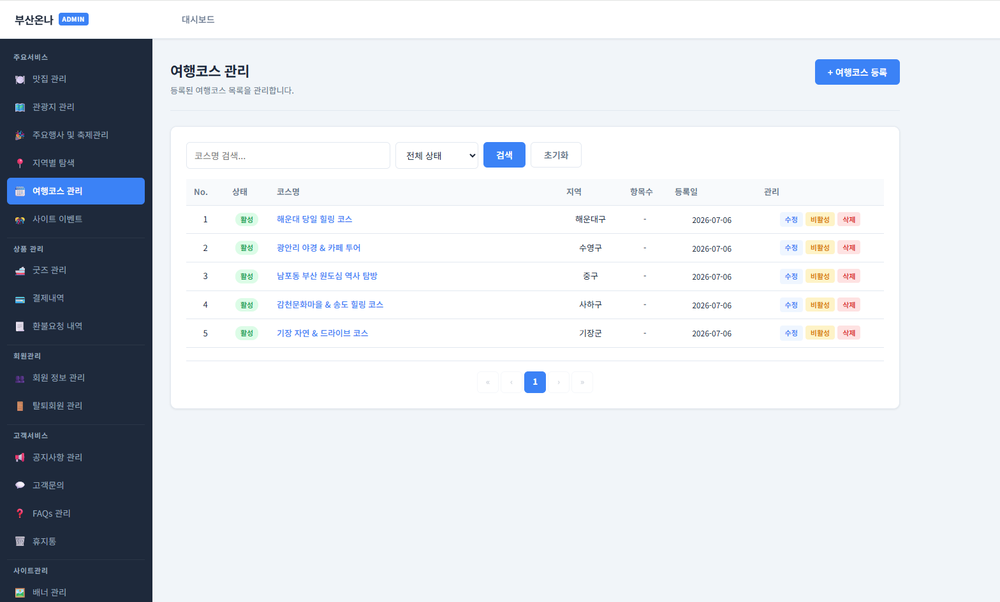 부산온나 ADMIN
대시보드
주요서비스
맛집 관리
관광지 관리
주요행사 및 축제관리
지역별 탐색
여행코스 관리
사이트 이벤트
상품 관리
굿즈 관리
결제내역
환불요청 내역
회원관리
회원 정보 관리
탈퇴회원 관리
고객서비스
공지사항 관리
고객문의
FAQs 관리
휴지통
사이트관리
배너 관리
여행코스 관리
등록된 여행코스 목록을 관리합니다.
+ 여행코스 등록
코스명 검색... 전체 상태 검색 초기화
No. 상태 코스명 지역 항목수 등록일 관리
1 활성 해운대 당일 힐링 코스 해운대구 - 2026-07-06 수정 비활성 삭제
2 활성 광안리 야경 & 카페 투어 수영구 - 2026-07-06 수정 비활성 삭제
3 활성 남포동 부산 원도심 역사 탐방 중구 - 2026-07-06 수정 비활성 삭제
4 활성 감천문화마을 & 송도 힐링 코스 사하구 - 2026-07-06 수정 비활성 삭제
5 활성 기장 자연 & 드라이브 코스 기장군 - 2026-07-06 수정 비활성 삭제
« ‹ 1 › »